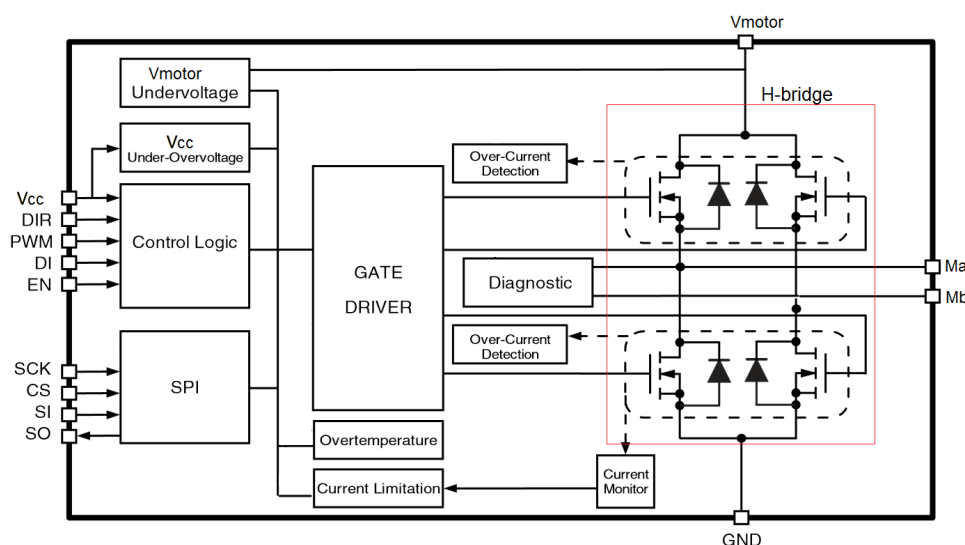 Vmotor
H-bridge
Vmotor
Undervoltage
Vcc
Under-Overvoltage
Over-Current
Detection
Vcc
DIR
PWM
DI
EN
Control Logic
GATE
DRIVER
Diagnostic
Ma
Mb
Over-Current
Detection
SCK
CS
SI
SO
SPI
Overtemperature
Current Limitation
Current
Monitor
GND